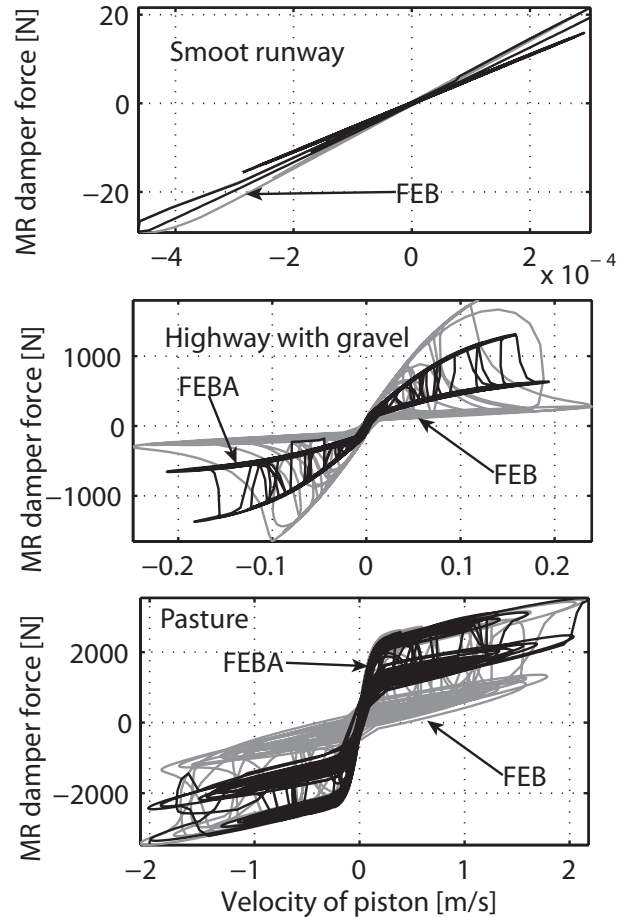 MR damper force [N]
20
0
−20
Smoot runway
FEB
−4
−2
0
2
x 10⁻⁴
MR damper force [N]
1000
0
−1000
Highway with gravel
FEBA
FEB
−0.2
−0.1
0
0.1
0.2
MR damper force [N]
2000
0
−2000
Pasture
FEBA
FEB
−2
−1
0
1
2
Velocity of piston [m/s]